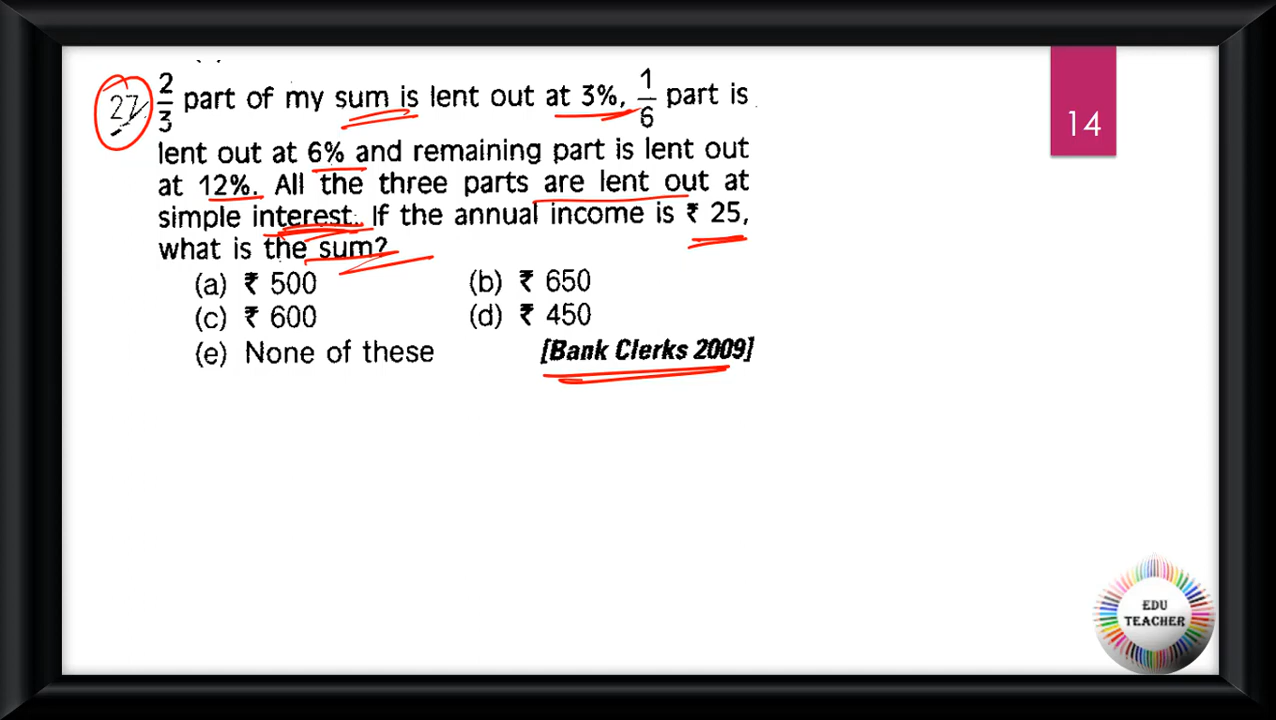 27 2/3 part of my sum is lent out at 3%, 1/6 part is
lent out at 6% and remaining part is lent out
at 12%. All the three parts are lent out at
simple interest. If the annual income is ₹ 25,
what is the sum?
(a) ₹ 500 (b) ₹ 650
(c) ₹ 600 (d) ₹ 450
(e) None of these [Bank Clerks 2009]
14
EDU
TEACHER